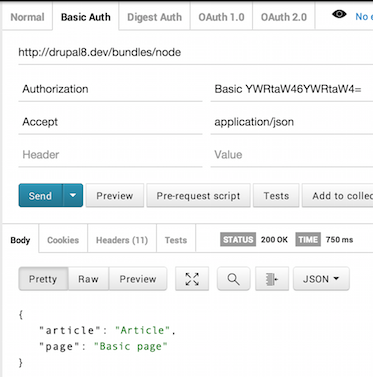 Normal Basic Auth Digest Auth OAuth 1.0 OAuth 2.0 No e
http://drupal8.dev/bundles/node
Authorization Basic YWRtaW46YWRtaW4=
Accept application/json
Header Value
Send Preview Pre-request script Tests Add to collec
Body Cookies Headers (11) Tests STATUS 200 OK TIME 750 ms
Pretty Raw Preview JSON
{
"article": "Article",
"page": "Basic page"
}